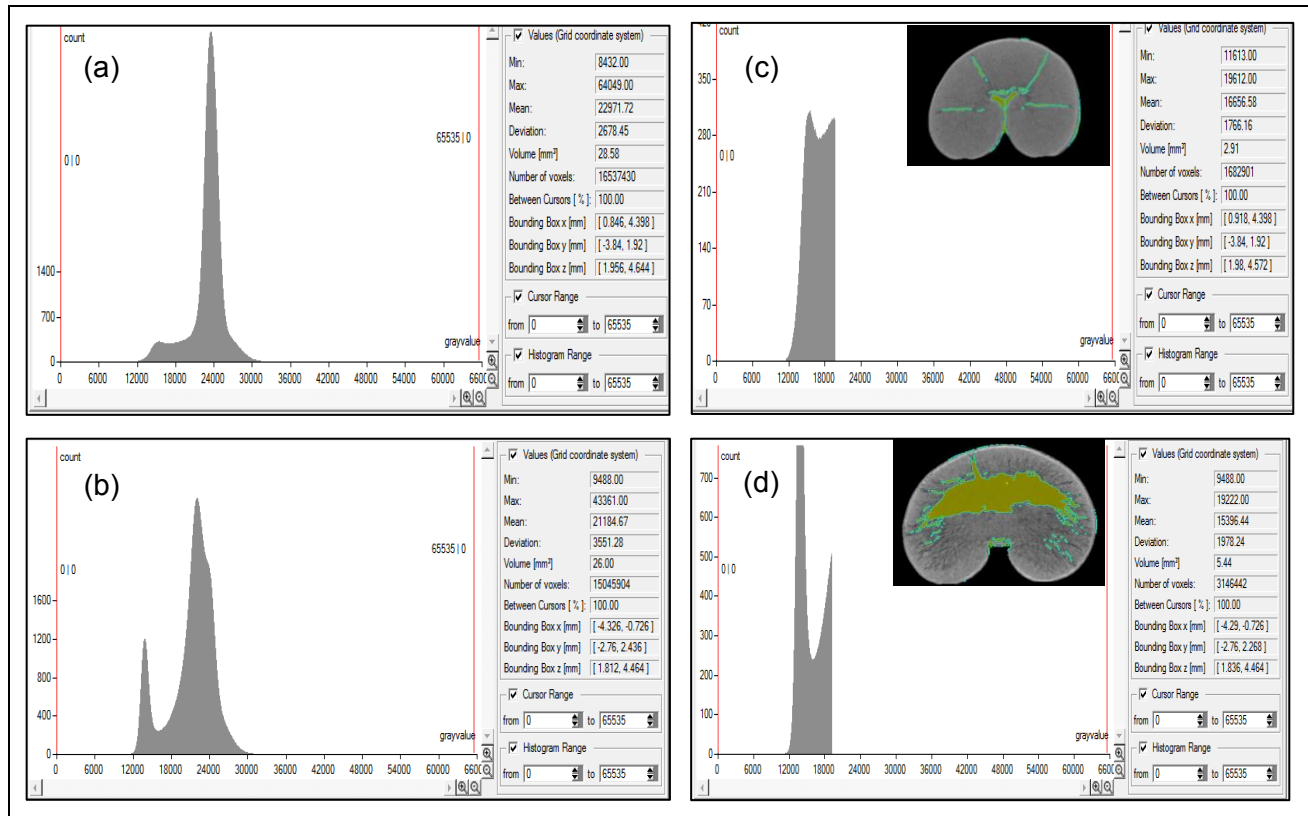 (a)
count
0 | 0
65535 | 0
1400
700
0
grayvalue
0 6000 12000 18000 24000 30000 36000 42000 48000 54000 60000 6600
Values (Grid coordinate system)
Min: 8432.00
Max: 64049.00
Mean: 22971.72
Deviation: 2678.45
Volume [mm³] 28.58
Number of voxels: 16537430
Between Cursors [ % ]: 100.00
Bounding Box x [mm] [ 0.846, 4.398 ]
Bounding Box y [mm] [ -3.84, 1.92 ]
Bounding Box z [mm] [ 1.956, 4.644 ]
Cursor Range
from 0 to 65535
Histogram Range
from 0 to 65535
(c)
count
420
350
280
210
140
70
0
0 | 0
grayvalue
0 6000 12000 18000 24000 30000 36000 42000 48000 54000 60000 6600
Values (Grid coordinate system)
Min: 11613.00
Max: 19612.00
Mean: 16656.58
Deviation: 1766.16
Volume [mm³] 2.91
Number of voxels: 1682901
Between Cursors [ % ]: 100.00
Bounding Box x [mm] [ 0.918, 4.398 ]
Bounding Box y [mm] [ -3.84, 1.92 ]
Bounding Box z [mm] [ 1.98, 4.572 ]
Cursor Range
from 0 to 65535
Histogram Range
from 0 to 65535
(b)
count
0 | 0
65535 | 0
1600
1200
800
400
0
grayvalue
0 6000 12000 18000 24000 30000 36000 42000 48000 54000 60000 6600
Values (Grid coordinate system)
Min: 9488.00
Max: 43361.00
Mean: 21184.67
Deviation: 3551.28
Volume [mm³] 26.00
Number of voxels: 15045904
Between Cursors [ % ]: 100.00
Bounding Box x [mm] [ -4.326, -0.726 ]
Bounding Box y [mm] [ -2.76, 2.436 ]
Bounding Box z [mm] [ 1.812, 4.464 ]
Cursor Range
from 0 to 65535
Histogram Range
from 0 to 65535
(d)
count
700
600
500
400
300
200
100
0
0 | 0
grayvalue
0 6000 12000 18000 24000 30000 36000 42000 48000 54000 60000 6600
Values (Grid coordinate system)
Min: 9488.00
Max: 19222.00
Mean: 15396.44
Deviation: 1978.24
Volume [mm³] 5.44
Number of voxels: 3146442
Between Cursors [ % ]: 100.00
Bounding Box x [mm] [ -4.29, -0.726 ]
Bounding Box y [mm] [ -2.76, 2.268 ]
Bounding Box z [mm] [ 1.836, 4.464 ]
Cursor Range
from 0 to 65535
Histogram Range
from 0 to 65535